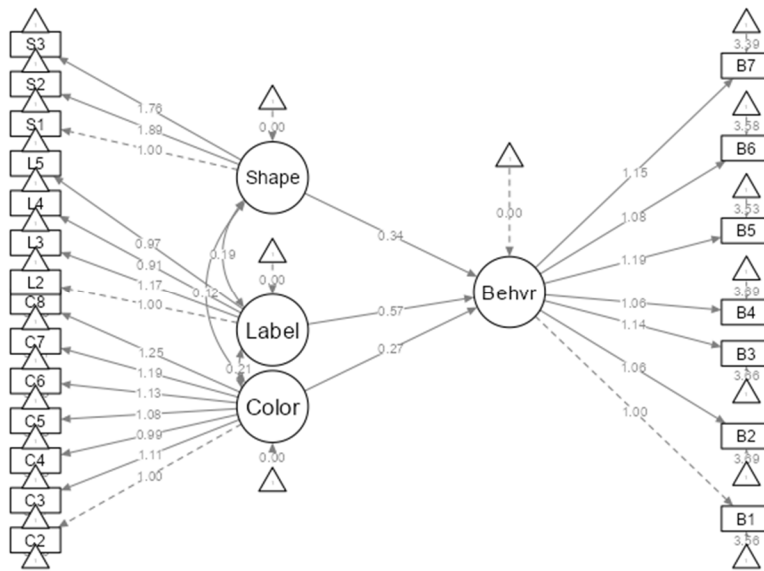 S3
S2
S1
L5
L4
L3
L2
C8
C7
C6
C5
C4
C3
C2
1.76
1.89
1.00
0.97
0.91
1.17
1.00
1.25
1.19
1.13
1.08
0.99
1.11
1.00
0.00
Shape
0.19
0.12
0.00
Label
0.21
Color
0.00
0.34
0.57
0.27
0.00
Behvr
1.15
1.08
1.19
1.06
1.14
1.06
1.00
3.39
B7
3.58
B6
3.53
B5
3.69
B4
B3
3.66
B2
3.69
B1
3.56